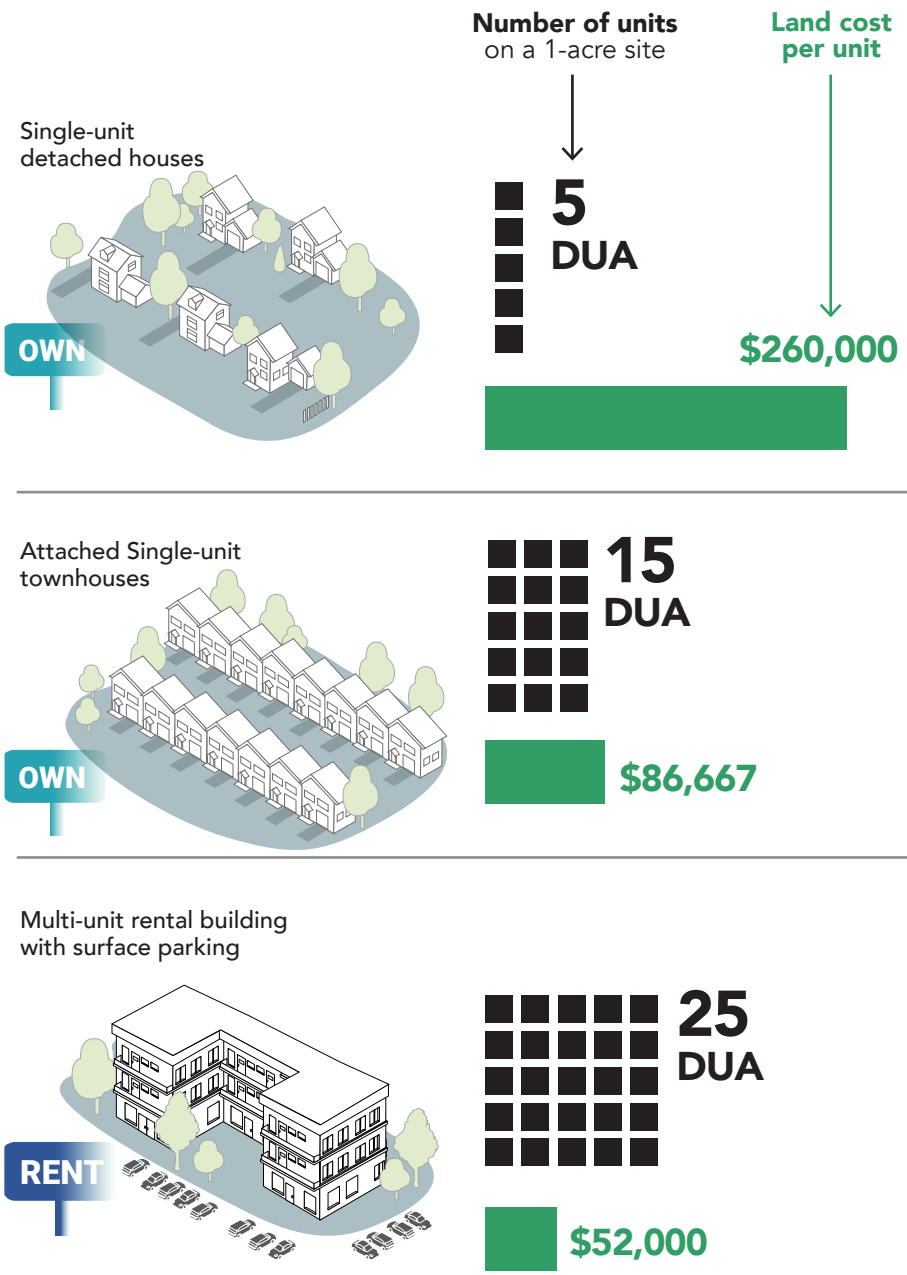 Number of units
on a 1-acre site
Land cost
per unit
Single-unit
detached houses
5
DUA
OWN
$260,000
Attached Single-unit
townhouses
15
DUA
OWN
$86,667
Multi-unit rental building
with surface parking
25
DUA
RENT
$52,000